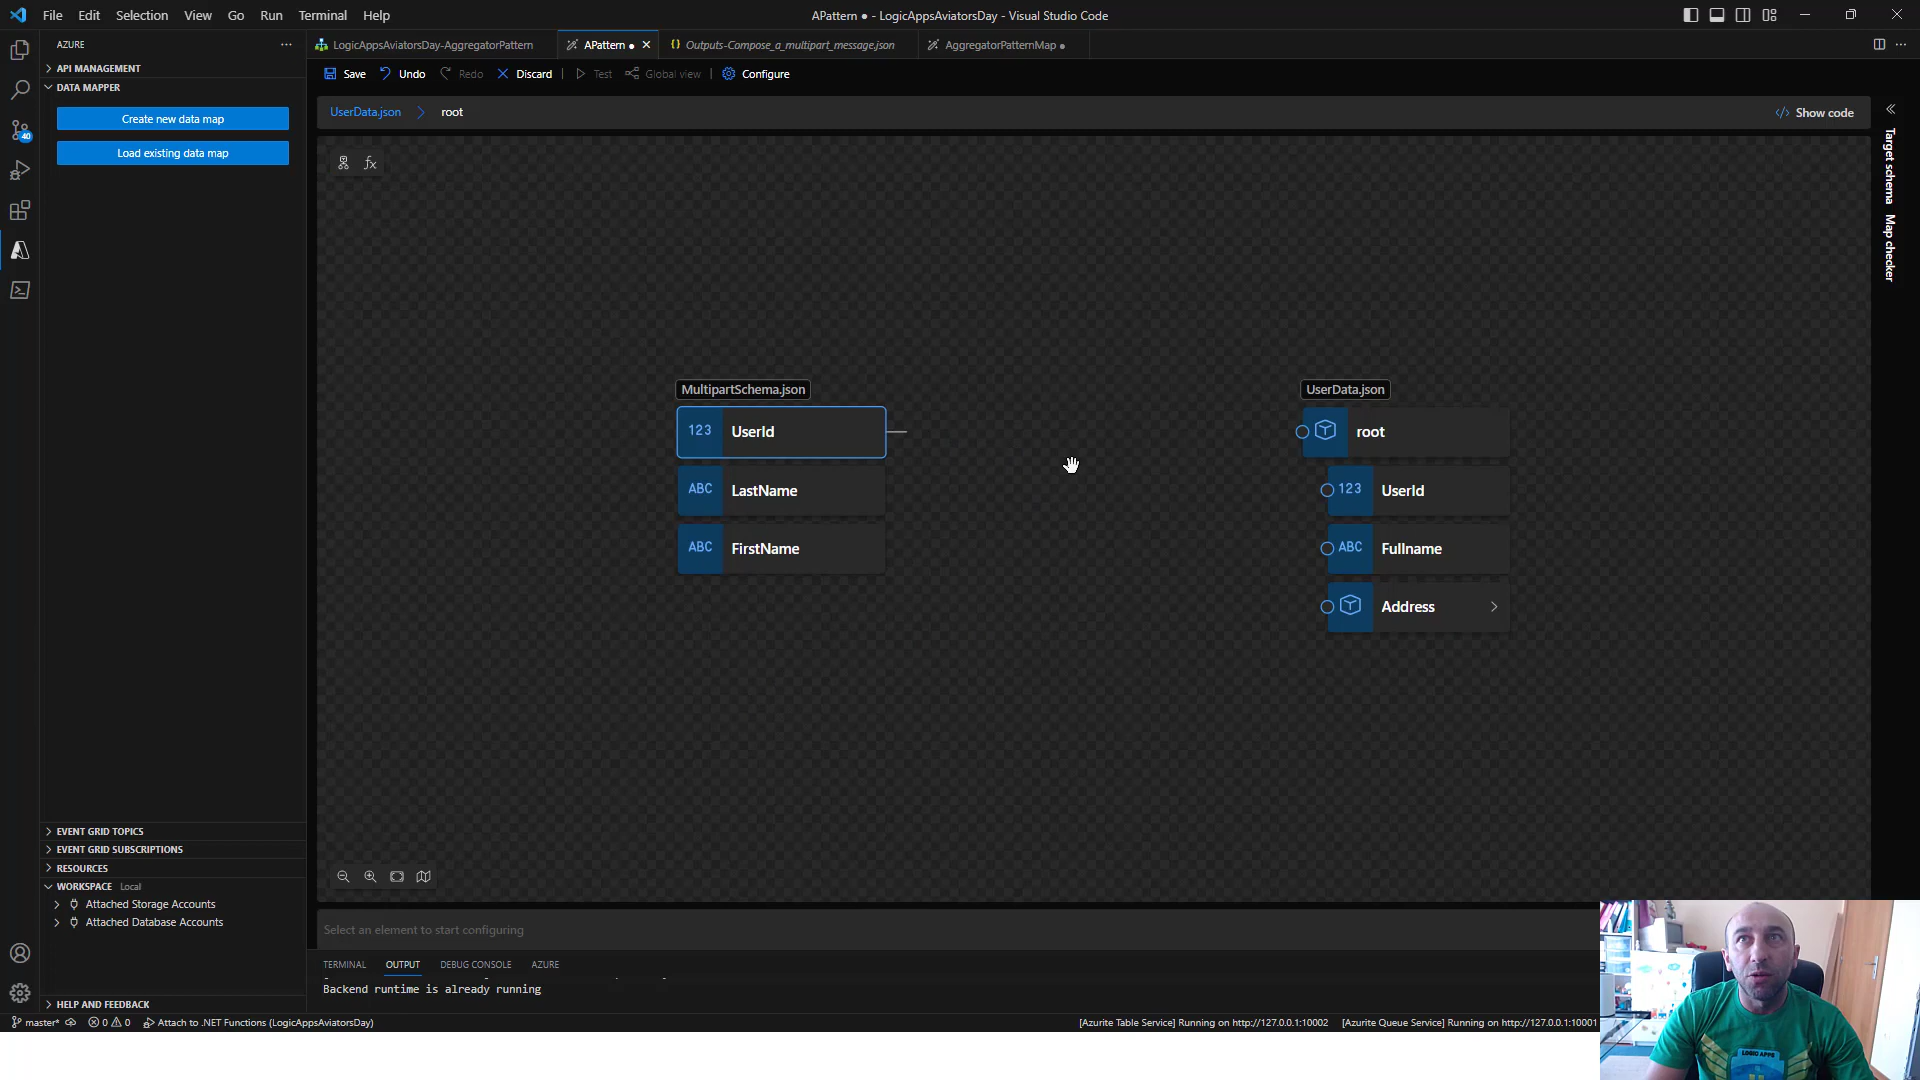 File Edit Selection View Go Run Terminal Help
APattern ● - LogicAppsAviatorsDay - Visual Studio Code
AZURE
LogicAppsAviatorsDay-AggregatorPattern
APattern
Outputs-Compose_a_multipart_message.json
AggregatorPatternMap
API MANAGEMENT
DATA MAPPER
Save Undo Redo Discard Test Global view Configure
Create new data map
Load existing data map
UserData.json
root
Show code
Target schema
Map checker
MultipartSchema.json
123 UserId
ABC LastName
ABC FirstName
UserData.json
root
123 UserId
ABC Fullname
Address
EVENT GRID TOPICS
EVENT GRID SUBSCRIPTIONS
RESOURCES
WORKSPACE Local
Attached Storage Accounts
Attached Database Accounts
HELP AND FEEDBACK
Select an element to start configuring
TERMINAL OUTPUT DEBUG CONSOLE AZURE
Backend runtime is already running
40
master*
0 0
Attach to .NET Functions (LogicAppsAviatorsDay)
[Azurite Table Service] Running on http://127.0.0.1:10002
[Azurite Queue Service] Running on http://127.0.0.1:10001
LOGIC APPS